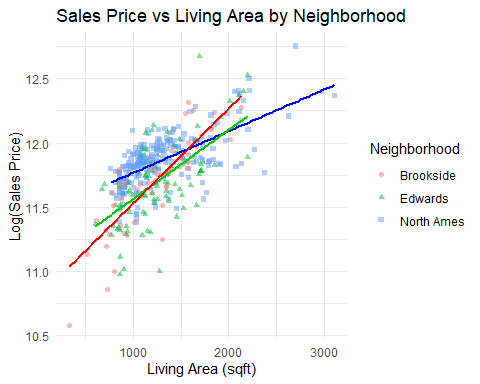 Sales Price vs Living Area by Neighborhood
Log(Sales Price)
12.5
12.0
11.5
11.0
10.5
1000
2000
3000
Living Area (sqft)
Neighborhood
Brookside
Edwards
North Ames